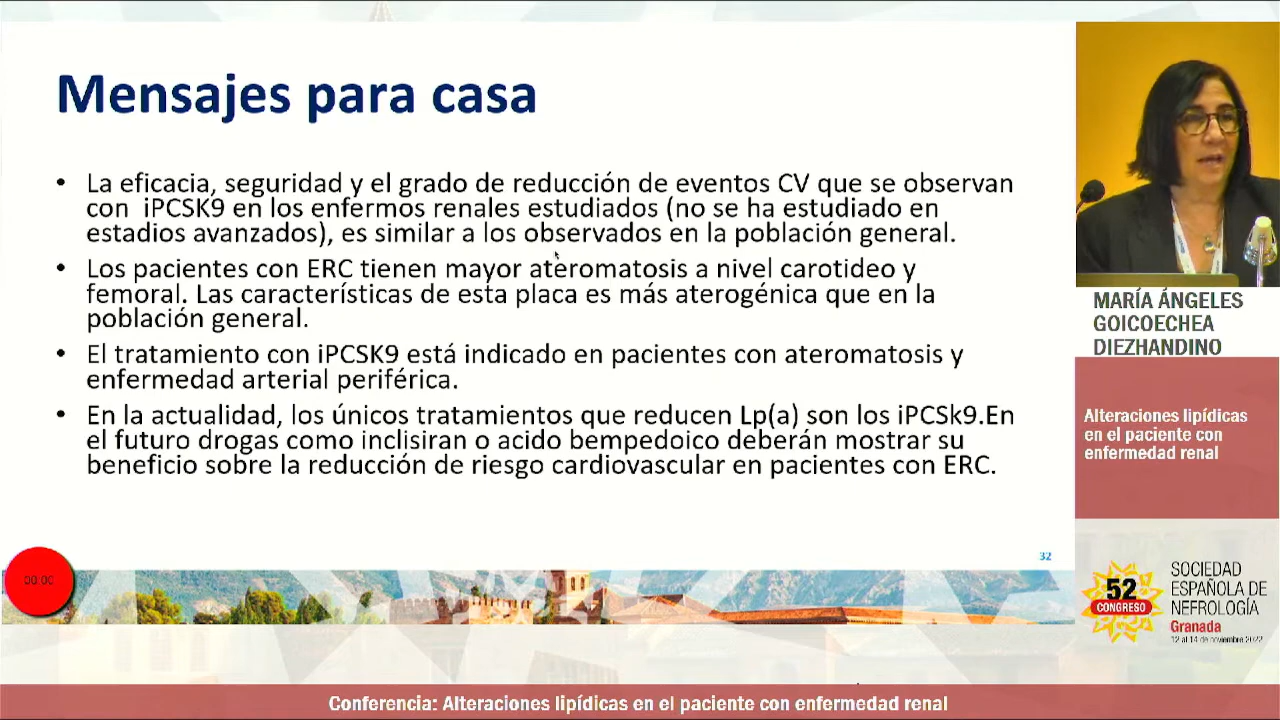 Mensajes para casa
• La eficacia, seguridad y el grado de reducción de eventos CV que se observan
con iPCSK9 en los enfermos renales estudiados (no se ha estudiado en
estadios avanzados), es similar a los observados en la población general.
• Los pacientes con ERC tienen mayor ateromatosis a nivel carotideo y
femoral. Las características de esta placa es más aterogénica que en la
población general.
• El tratamiento con iPCSK9 está indicado en pacientes con ateromatosis y
enfermedad arterial periférica.
• En la actualidad, los únicos tratamientos que reducen Lp(a) son los iPCSk9.En
el futuro drogas como inclisiran o acido bempedoico deberán mostrar su
beneficio sobre la reducción de riesgo cardiovascular en pacientes con ERC.
32
00:00
MARÍA ÁNGELES
GOICOECHEA
DIEZHANDINO
Alteraciones lipídicas
en el paciente con
enfermedad renal
52
CONGRESO
SOCIEDAD
ESPAÑOLA DE
NEFROLOGÍA
Granada
12 al 14 de noviembre 2022
Conferencia: Alteraciones lipídicas en el paciente con enfermedad renal